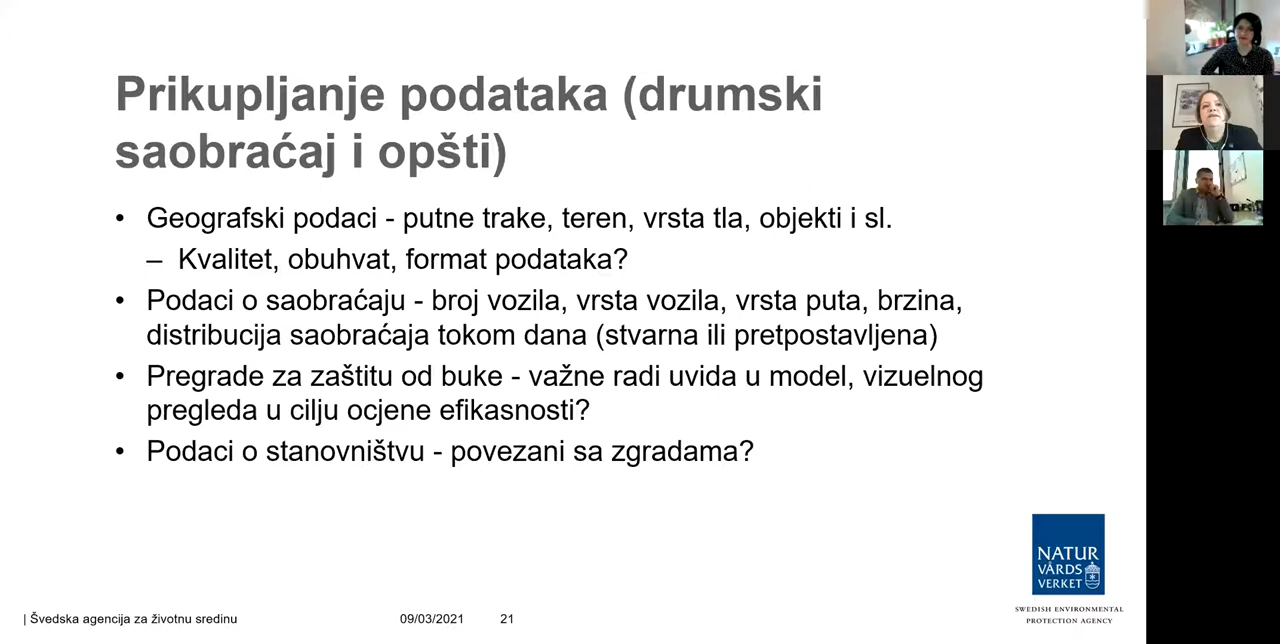 Prikupljanje podataka (drumski
saobraćaj i opšti)
• Geografski podaci - putne trake, teren, vrsta tla, objekti i sl.
– Kvalitet, obuhvat, format podataka?
• Podaci o saobraćaju - broj vozila, vrsta vozila, vrsta puta, brzina,
distribucija saobraćaja tokom dana (stvarna ili pretpostavljena)
• Pregrade za zaštitu od buke - važne radi uvida u model, vizuelnog
pregleda u cilju ocjene efikasnosti?
• Podaci o stanovništvu - povezani sa zgradama?
NATUR
VÅRDS
VERKET
SWEDISH ENVIRONMENTAL
PROTECTION AGENCY
| Švedska agencija za životnu sredinu
09/03/2021
21